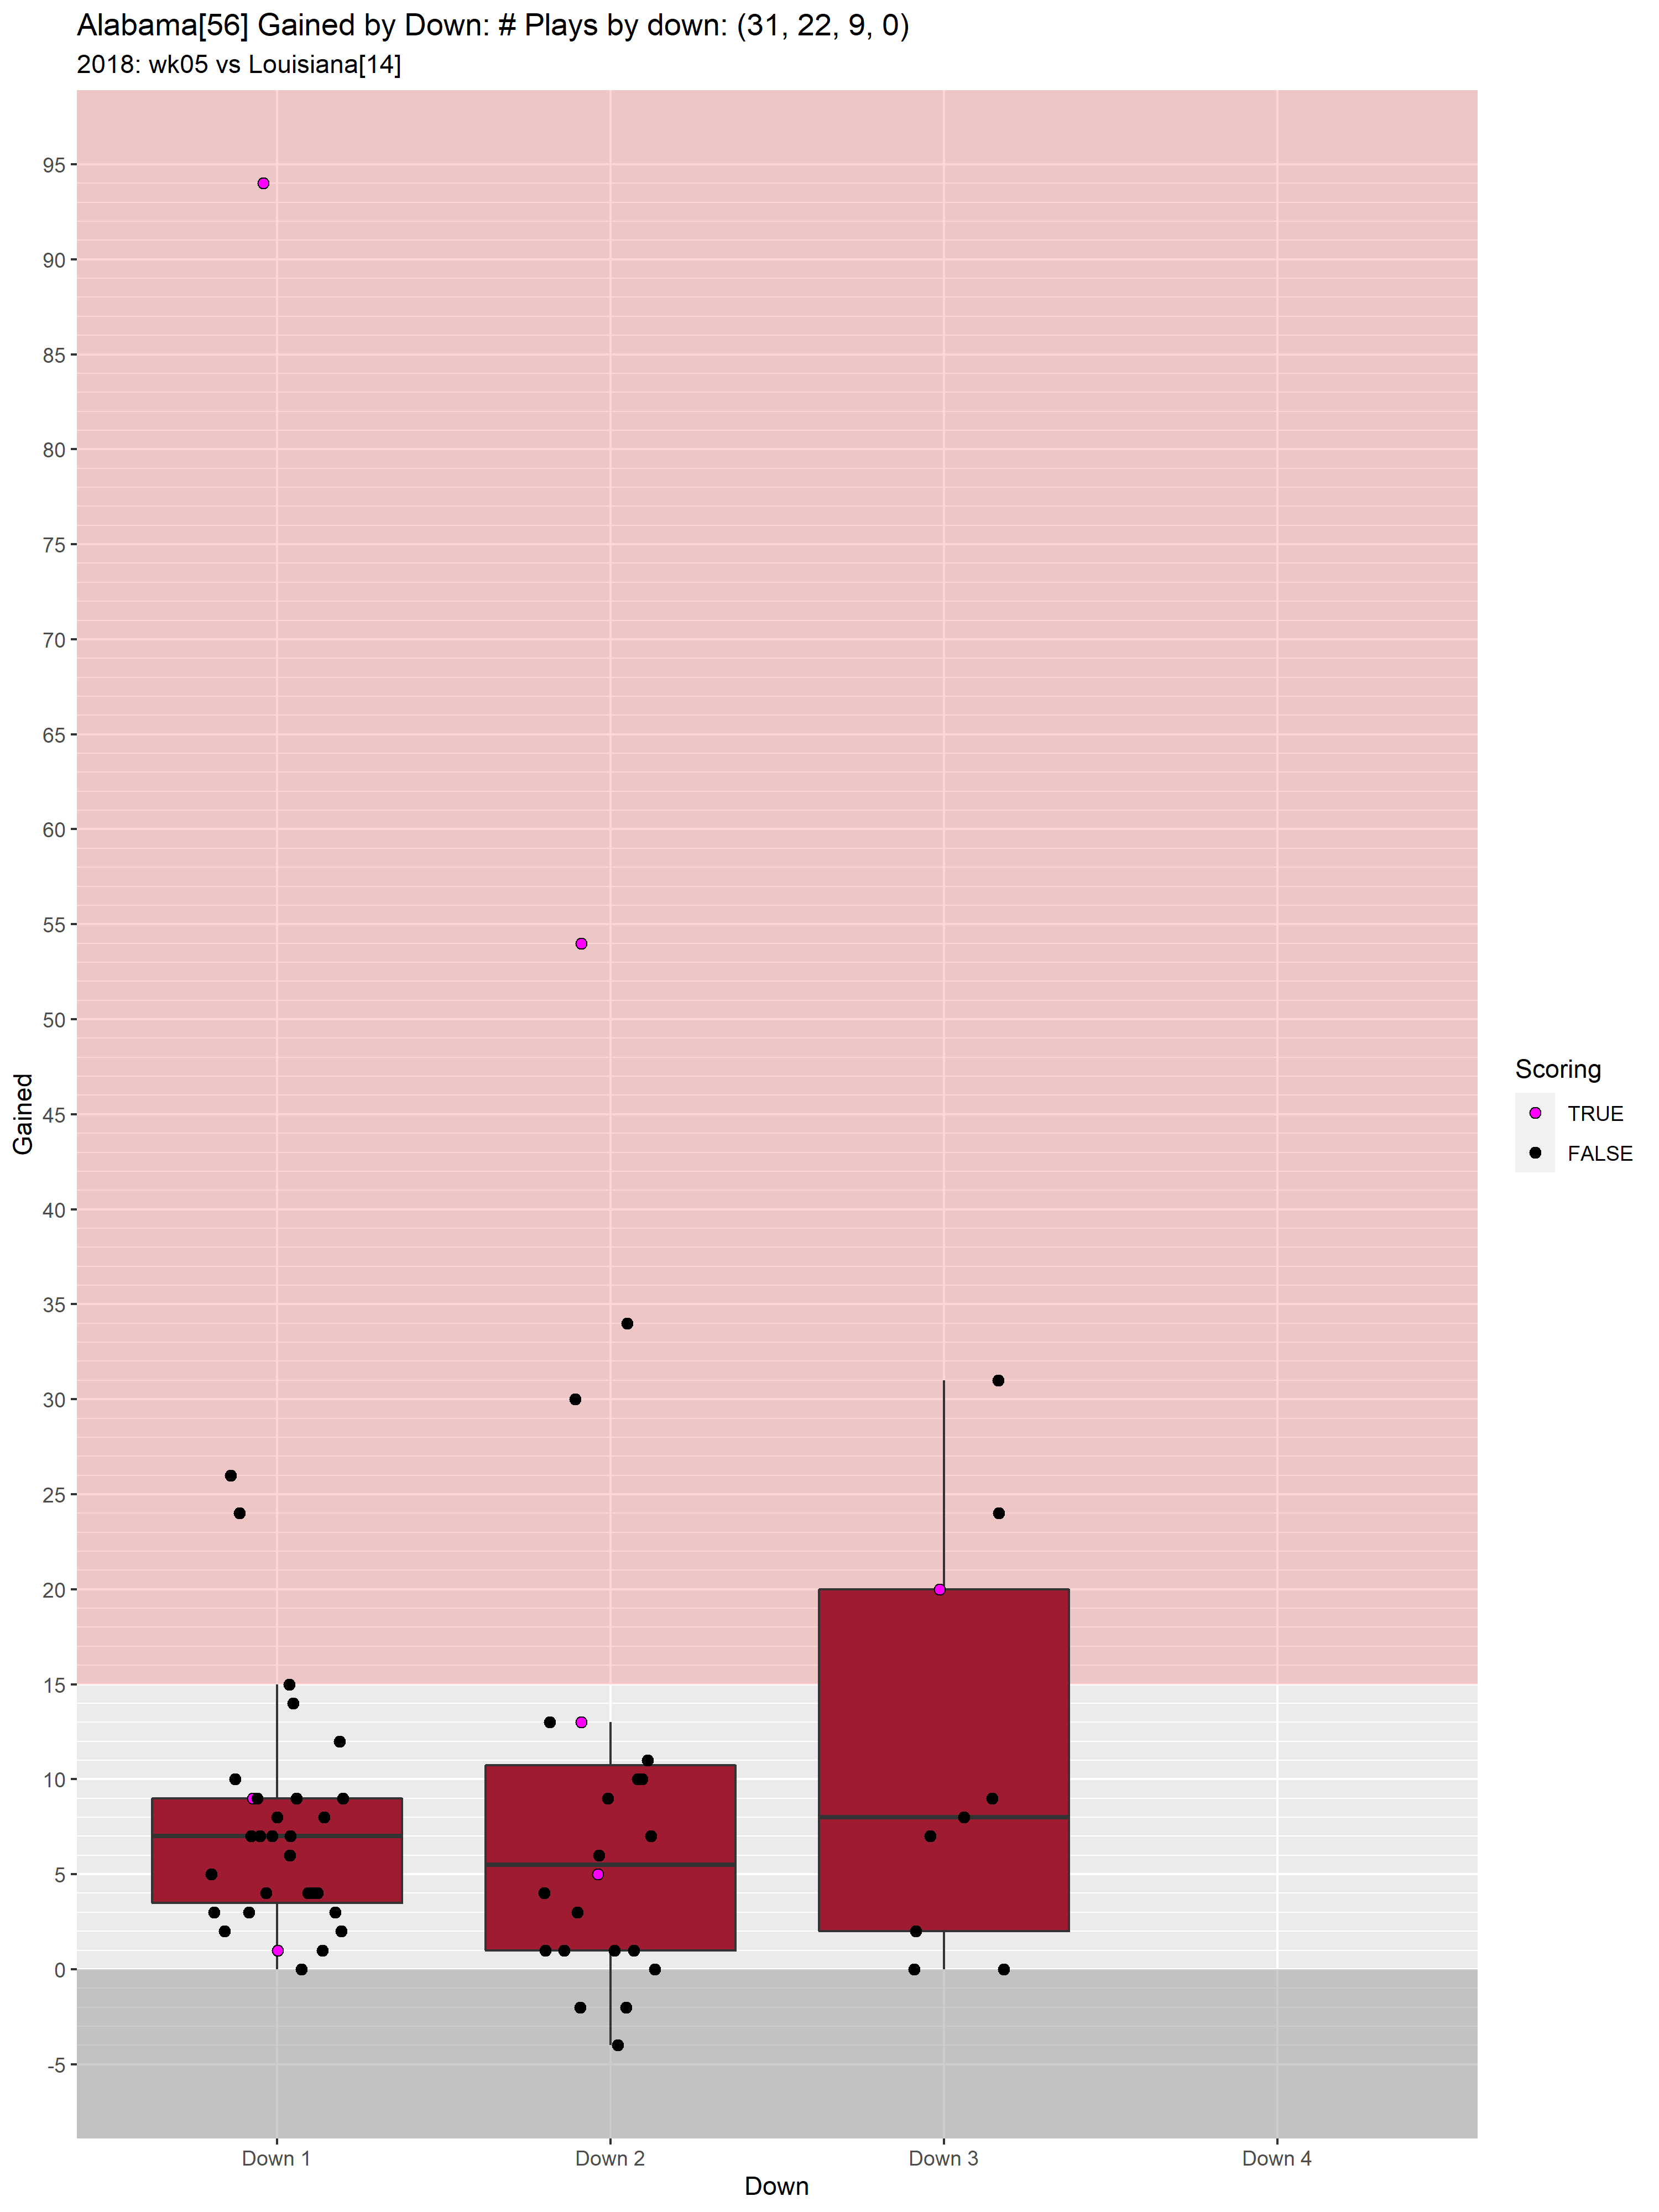 Alabama[56] Gained by Down: # Plays by down: (31, 22, 9, 0)
2018: wk05 vs Louisiana[14]
95
90
85
80
75
70
65
60
55
50
45
40
35
30
25
20
15
10
5
0
-5
Gained
Down 1 Down 2 Down 3 Down 4
Down
Scoring
TRUE
FALSE